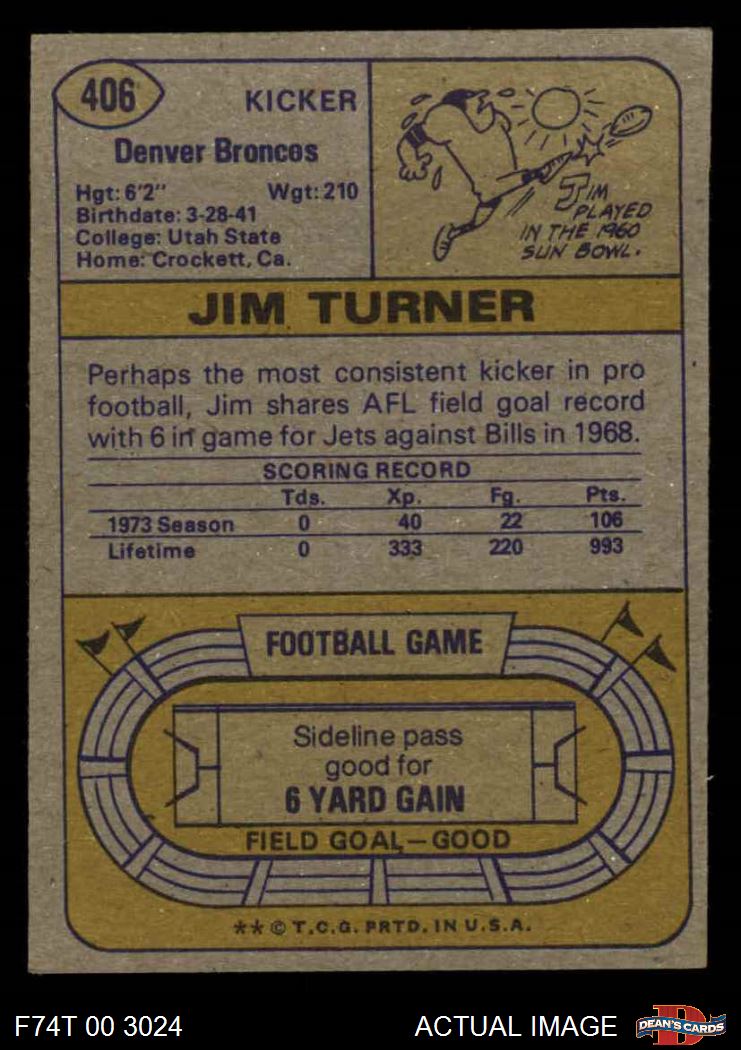 406
KICKER
Denver Broncos
Hgt: 6'2" Wgt: 210
Birthdate: 3-28-41
College: Utah State
Home: Crockett, Ca.
JIM
PLAYED
IN THE 1960
SUN BOWL.
JIM TURNER
Perhaps the most consistent kicker in pro
football, Jim shares AFL field goal record
with 6 in game for Jets against Bills in 1968.
SCORING RECORD
Tds. Xp. Fg. Pts.
1973 Season 0 40 22 106
Lifetime 0 333 220 993
FOOTBALL GAME
Sideline pass
good for
6 YARD GAIN
FIELD GOAL—GOOD
** © T.C.G. PRTD. IN U.S.A.
F74T 00 3024
ACTUAL IMAGE
DEAN'S CARDS